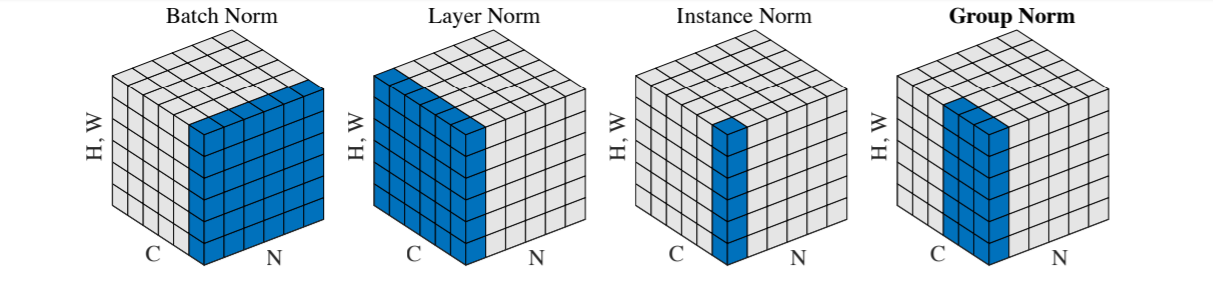 Batch Norm
Layer Norm
Instance Norm
Group Norm
H, W
H, W
H, W
H, W
C
N
C
N
C
N
C
N